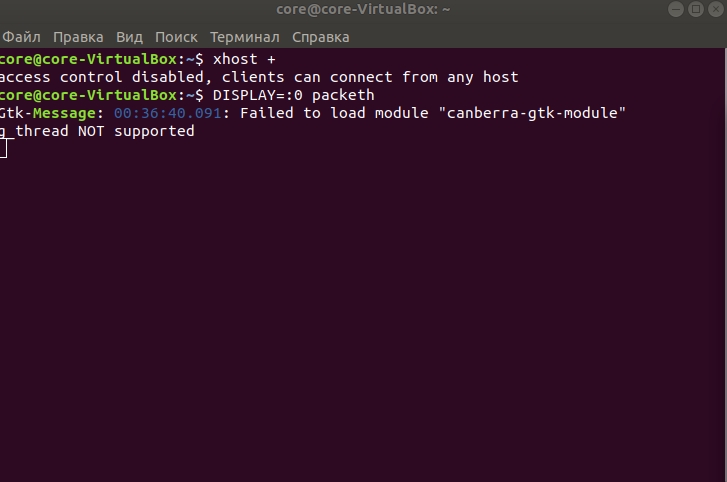 core@core-VirtualBox: ~
Файл Правка Вид Поиск Терминал Справка
core@core-VirtualBox:~$ xhost +
access control disabled, clients can connect from any host
core@core-VirtualBox:~$ DISPLAY=:0 packeth
Gtk-Message: 00:36:40.091: Failed to load module "canberra-gtk-module"
g_thread NOT supported